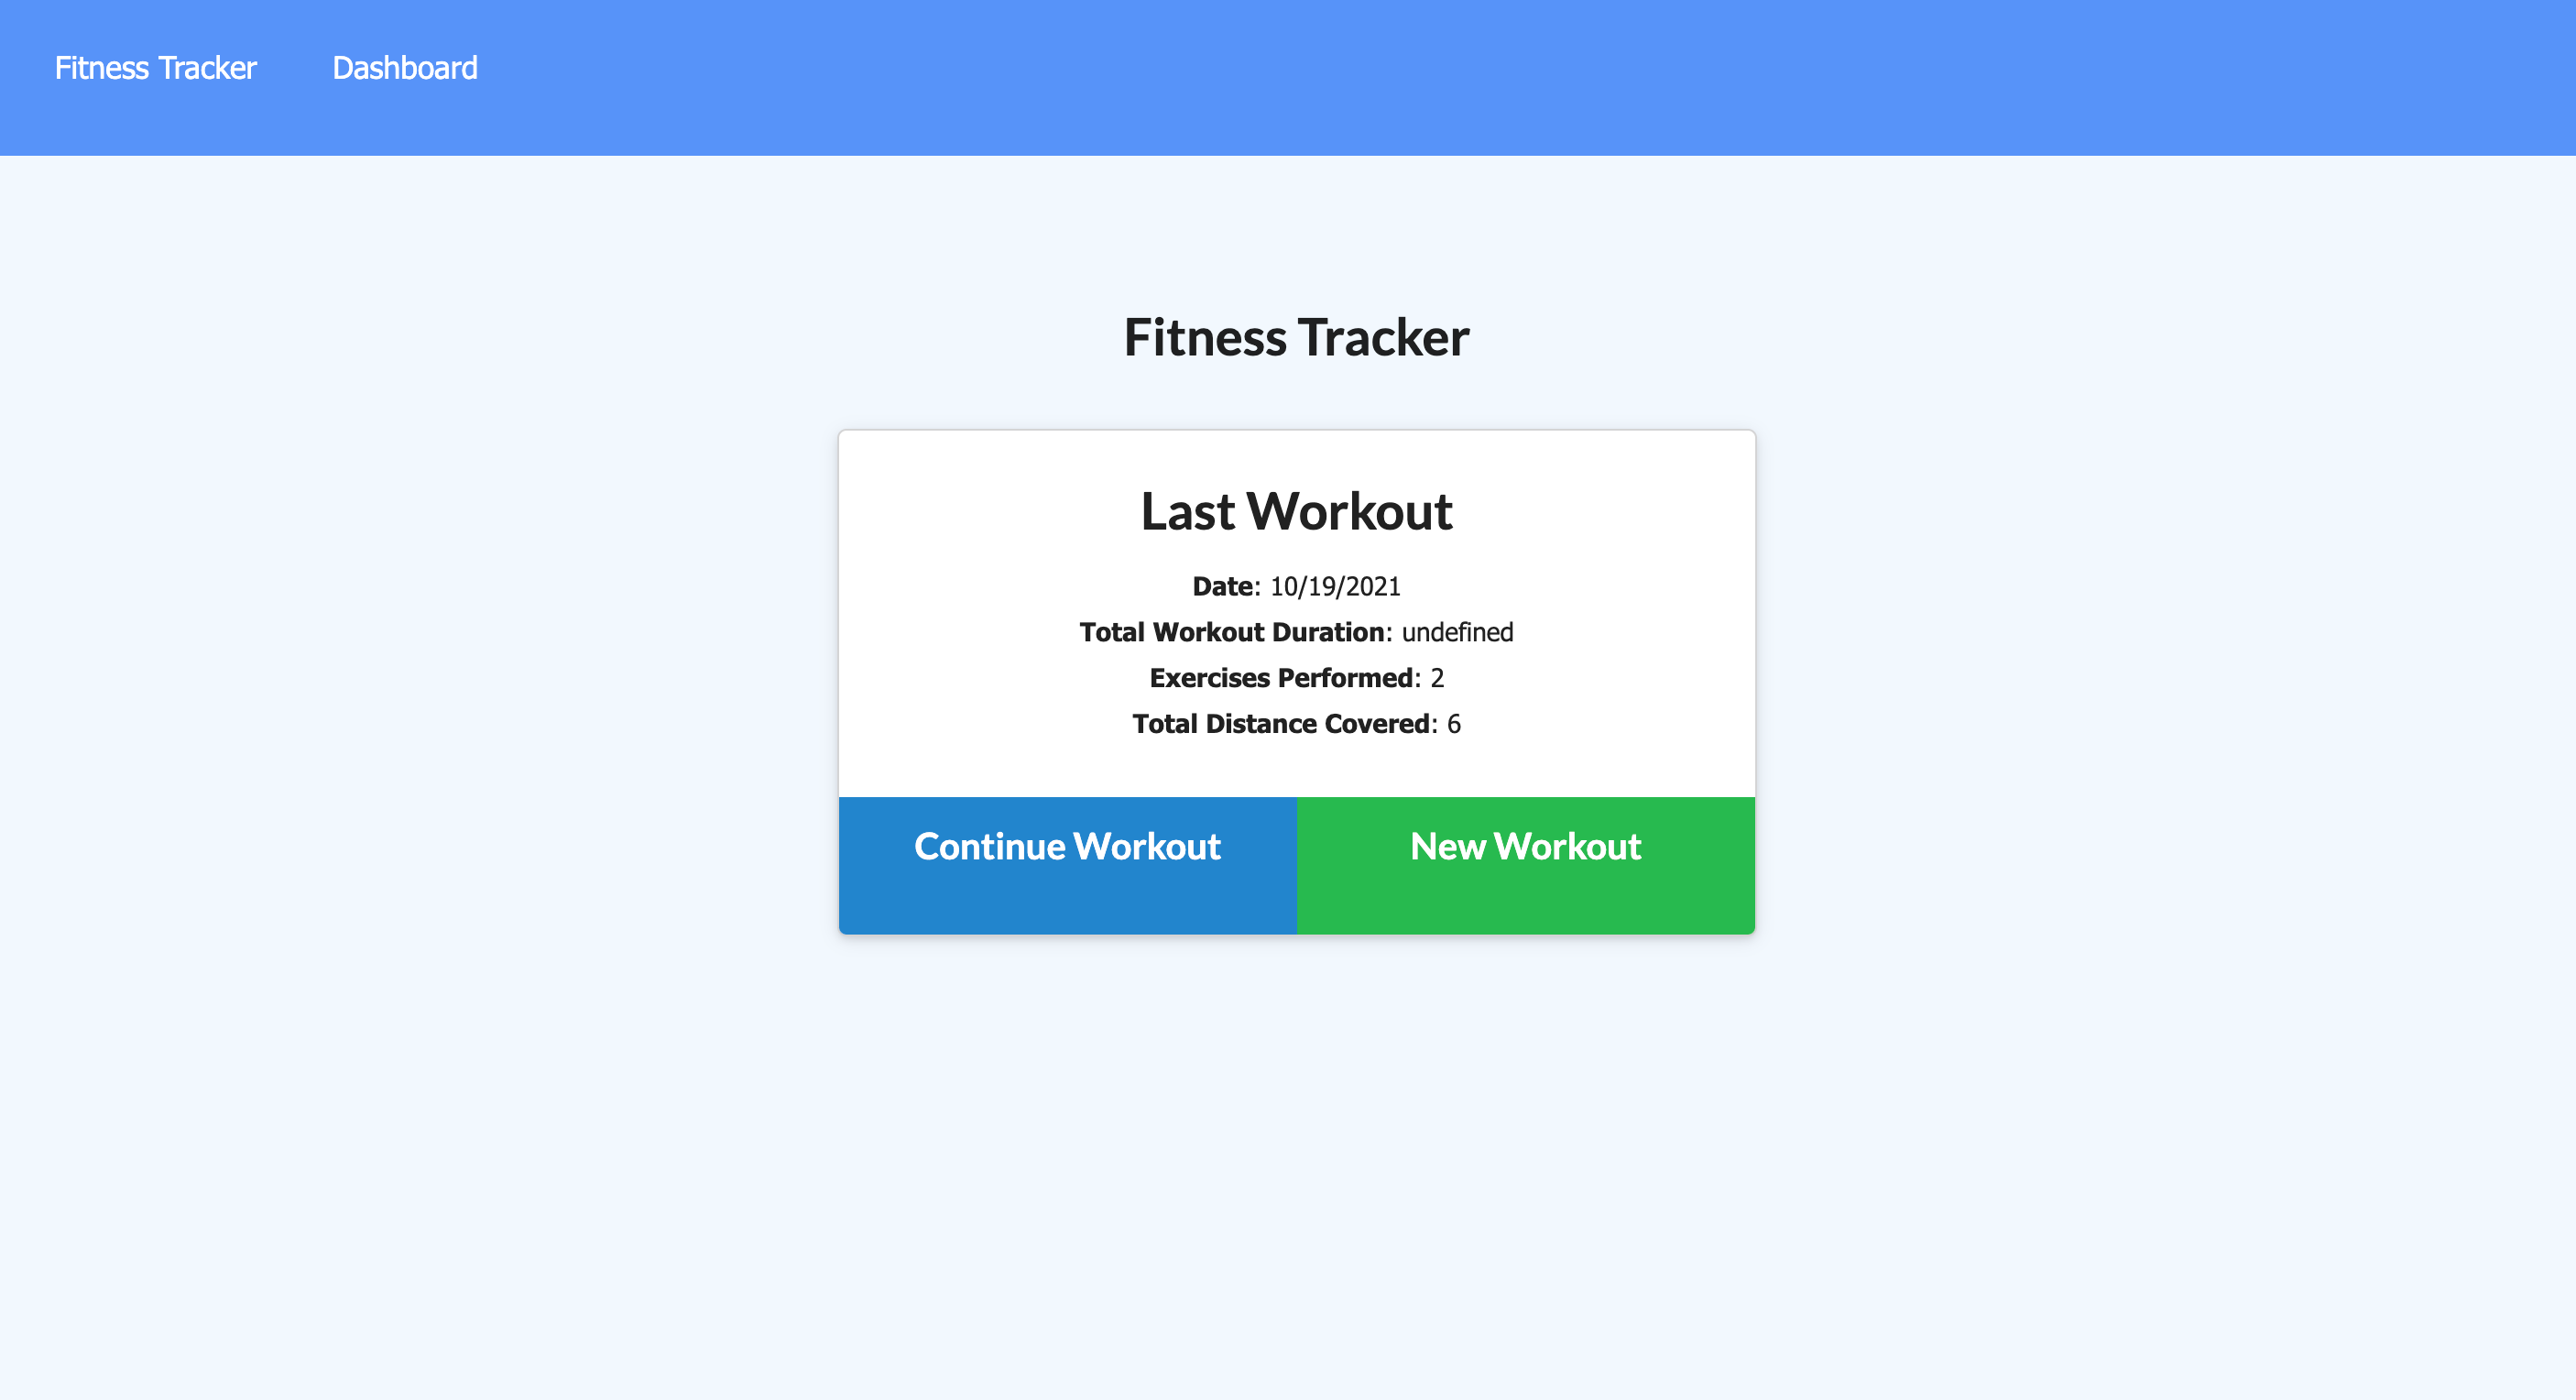 Fitness Tracker Dashboard
Fitness Tracker
Last Workout
Date: 10/19/2021
Total Workout Duration: undefined
Exercises Performed: 2
Total Distance Covered: 6
Continue Workout New Workout